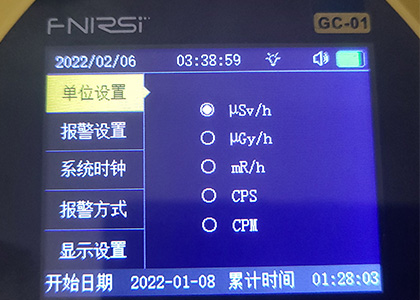 FNIRSI
GC-01
2022/02/06 03:38:59
单位设置
报警设置
系统时钟
报警方式
显示设置
μSv/h
μGy/h
mR/h
CPS
CPM
开始日期 2022-01-08 累计时间 01:28:03